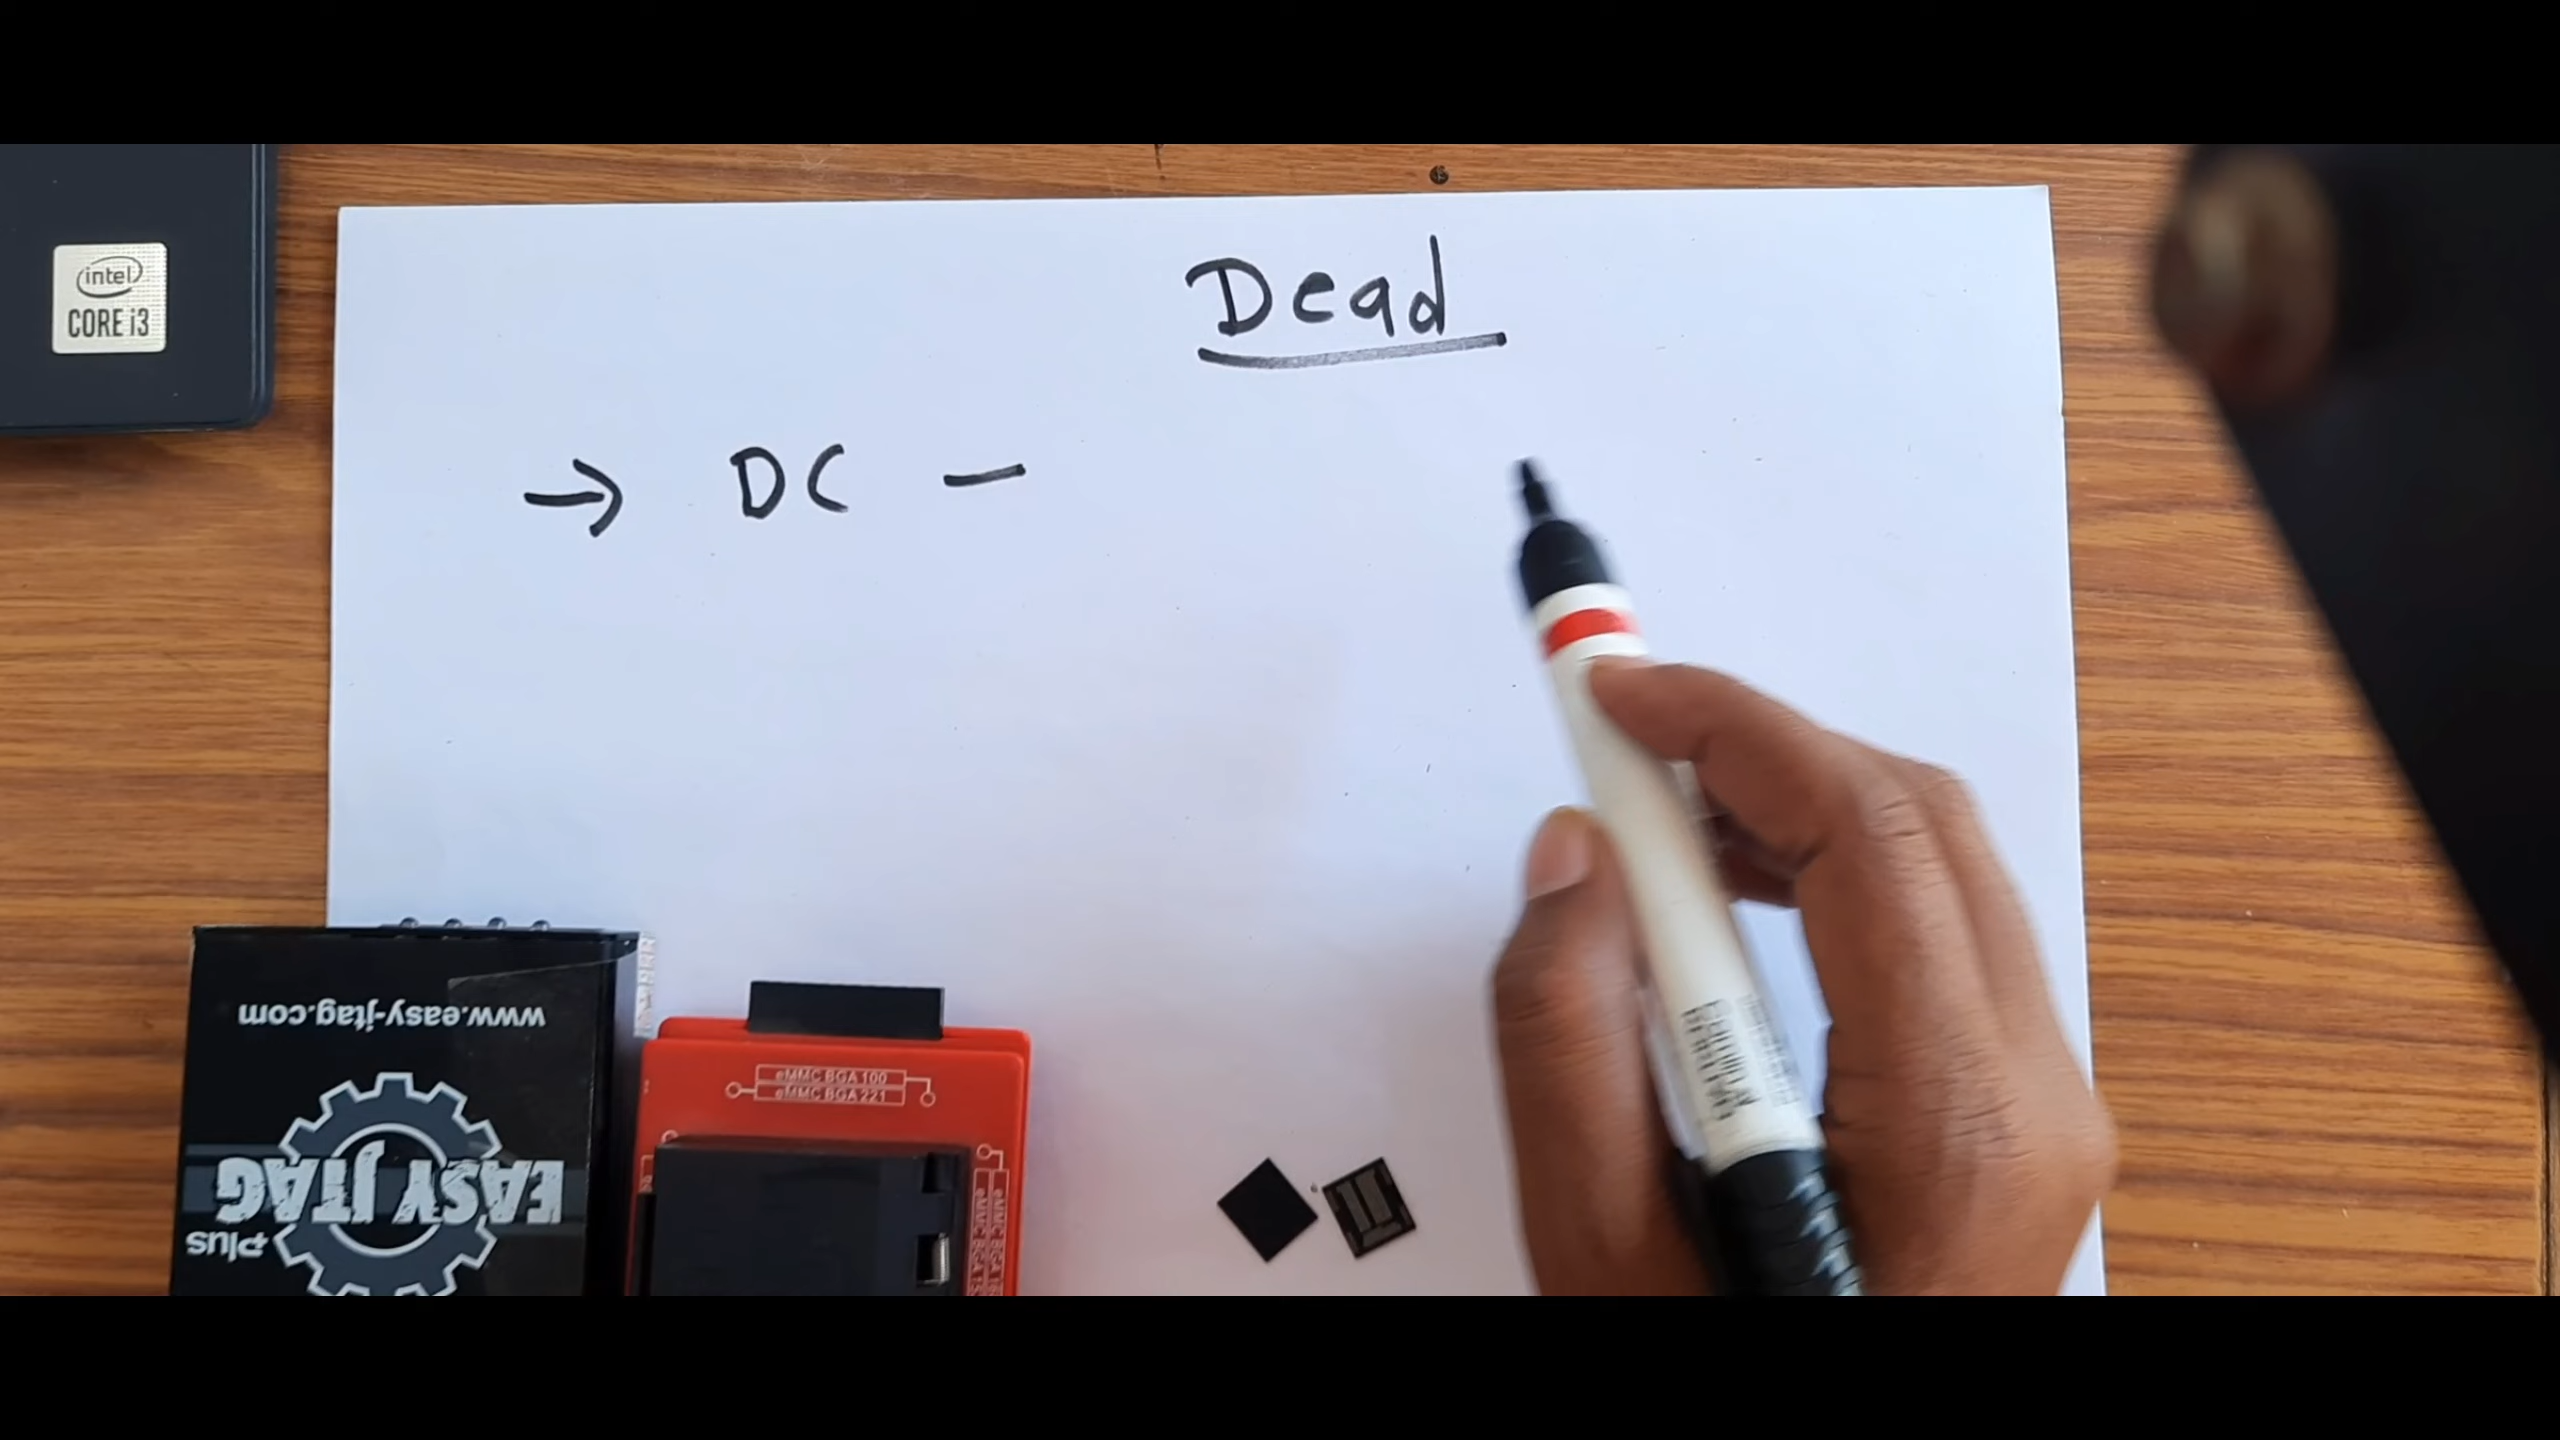 intel
CORE i3
Dead
→ DC –
www.easy-jtag.com
EASY JTAG
Plus
eMMC BGA 100
eMMC BGA 221